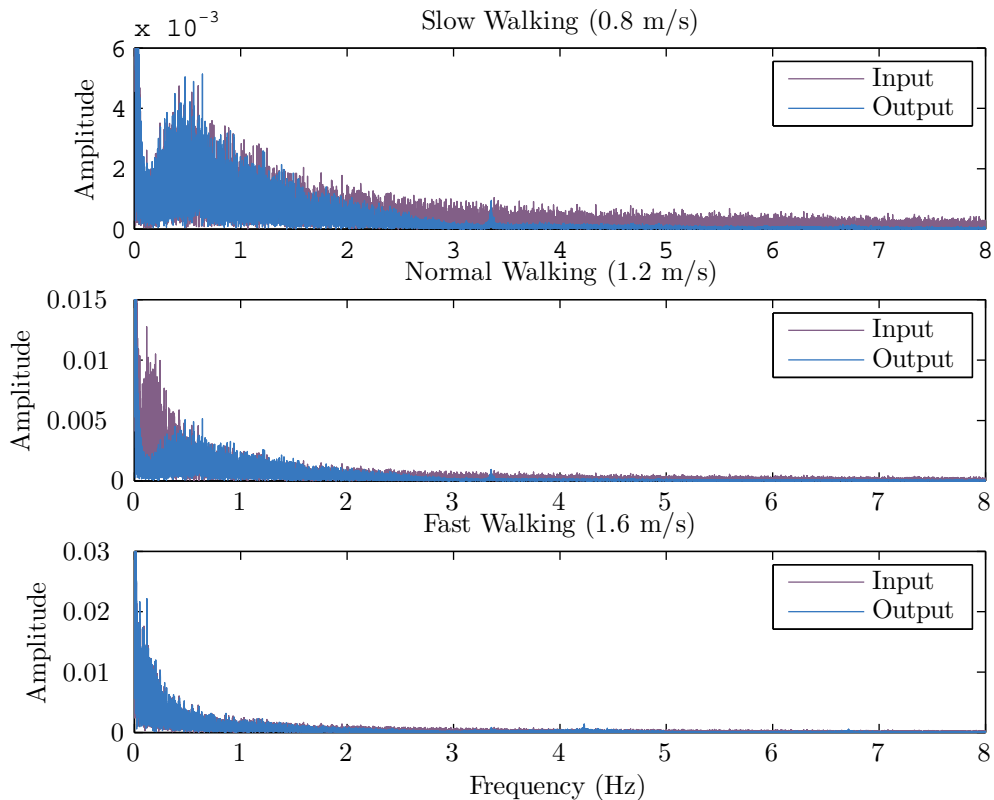 Slow Walking (0.8 m/s)
x 10^-3
6
4
2
0
Amplitude
Input
Output
0 1 2 3 4 5 6 7 8
Normal Walking (1.2 m/s)
0.015
0.01
0.005
0
Amplitude
Input
Output
0 1 2 3 4 5 6 7 8
Fast Walking (1.6 m/s)
0.03
0.02
0.01
0
Amplitude
Input
Output
0 1 2 3 4 5 6 7 8
Frequency (Hz)